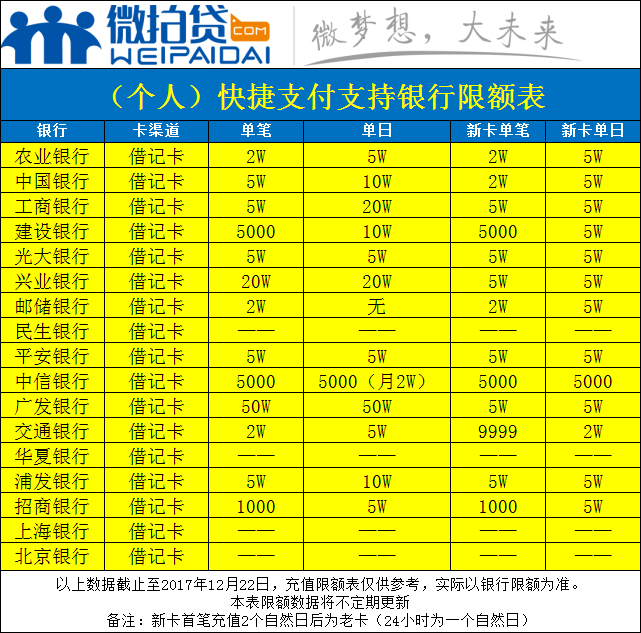 微拍贷.COM
WEIPAIDAI
微梦想，大未来
（个人）快捷支付支持银行限额表
银行 卡渠道 单笔 单日 新卡单笔 新卡单日
农业银行 借记卡 2W 5W 2W 5W
中国银行 借记卡 5W 10W 2W 5W
工商银行 借记卡 5W 20W 5W 5W
建设银行 借记卡 5000 10W 5000 5W
光大银行 借记卡 5W 5W 5W 5W
兴业银行 借记卡 20W 20W 5W 5W
邮储银行 借记卡 2W 无 2W 5W
民生银行 借记卡 —— —— —— ——
平安银行 借记卡 5W 5W 5W 5W
中信银行 借记卡 5000 5000（月2W） 5000 5000
广发银行 借记卡 50W 50W 5W 5W
交通银行 借记卡 2W 5W 9999 2W
华夏银行 借记卡 —— —— —— ——
浦发银行 借记卡 5W 10W 5W 5W
招商银行 借记卡 1000 5W 1000 5W
上海银行 借记卡 —— —— —— ——
北京银行 借记卡 —— —— —— ——
以上数据截止至2017年12月22日，充值限额表仅供参考，实际以银行限额为准。
本表限额数据将不定期更新
备注：新卡首笔充值2个自然日后为老卡（24小时为一个自然日）